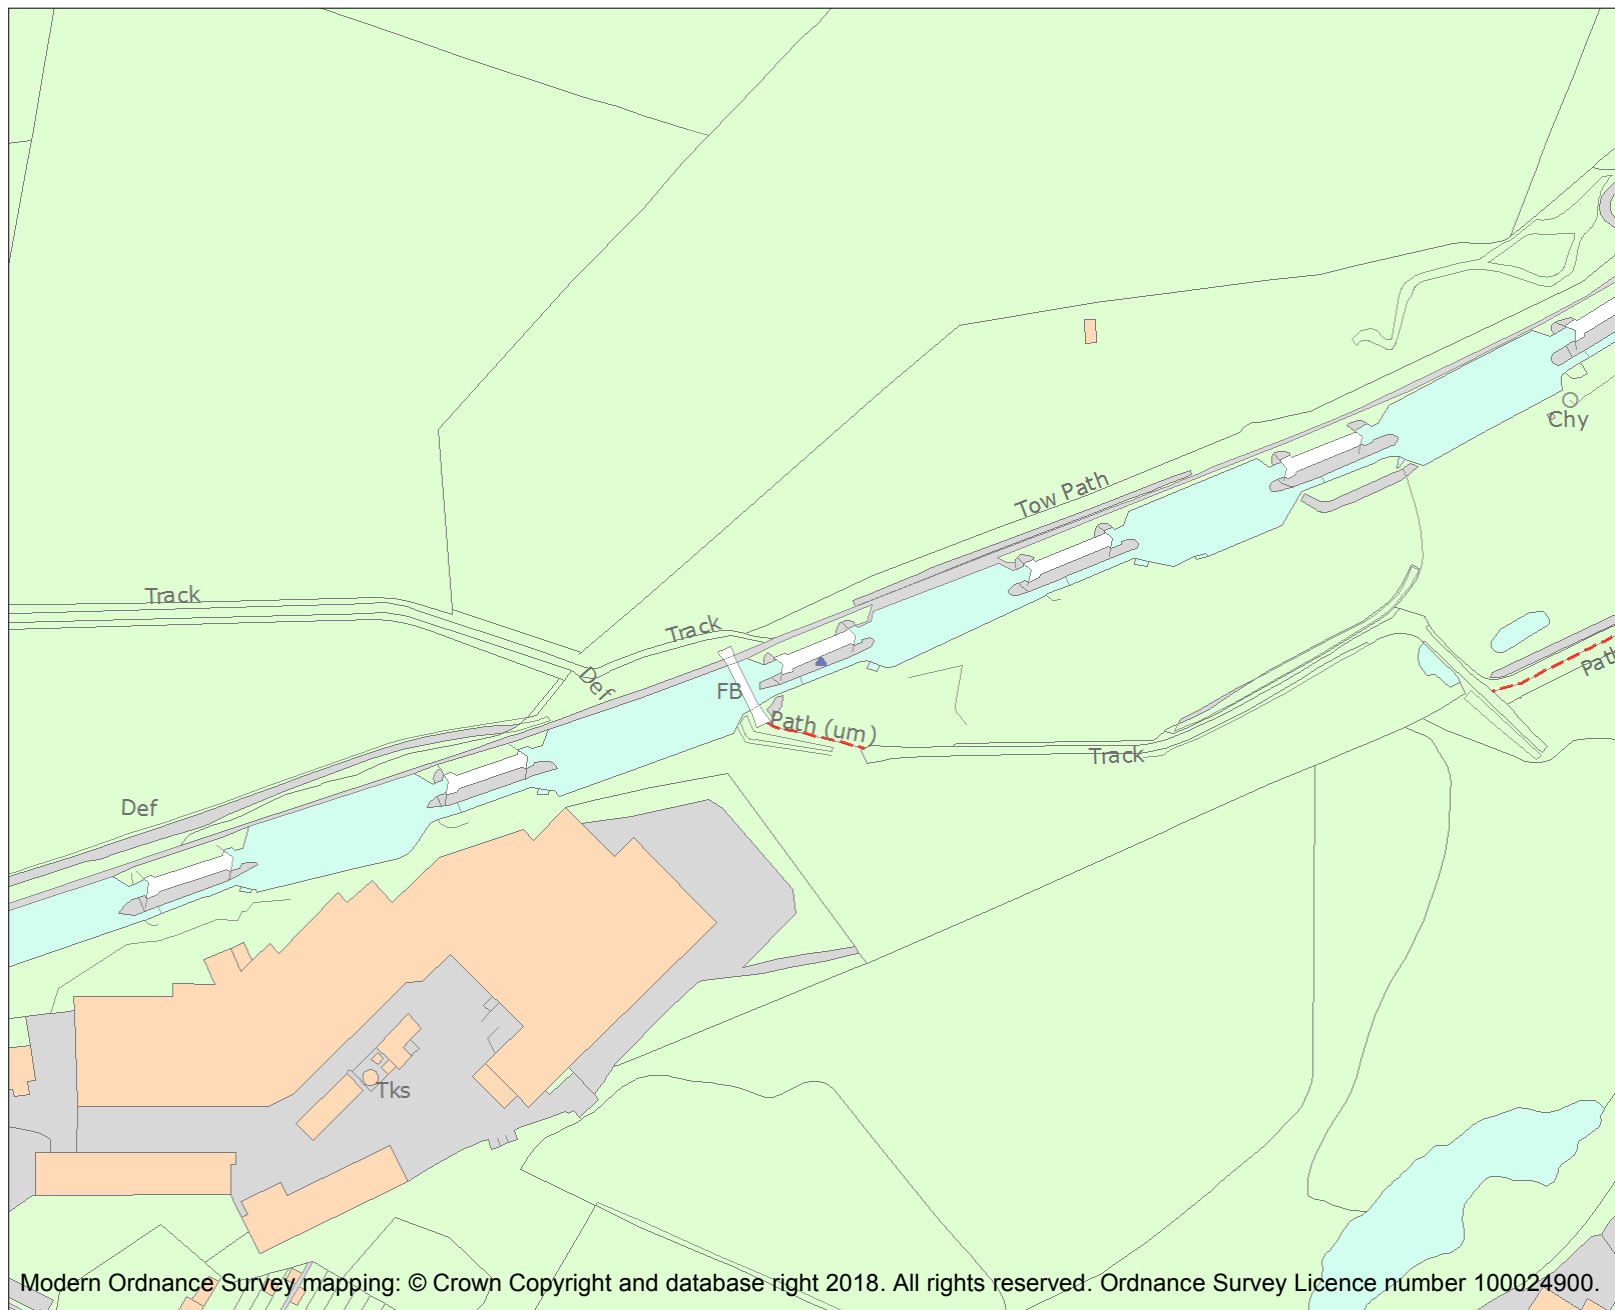 Chy
Tow Path
Track
Track
Def
FB
Path
Path (um)
Track
Def
Tks
Modern Ordnance Survey mapping: © Crown Copyright and database right 2018. All rights reserved. Ordnance Survey Licence number 100024900.